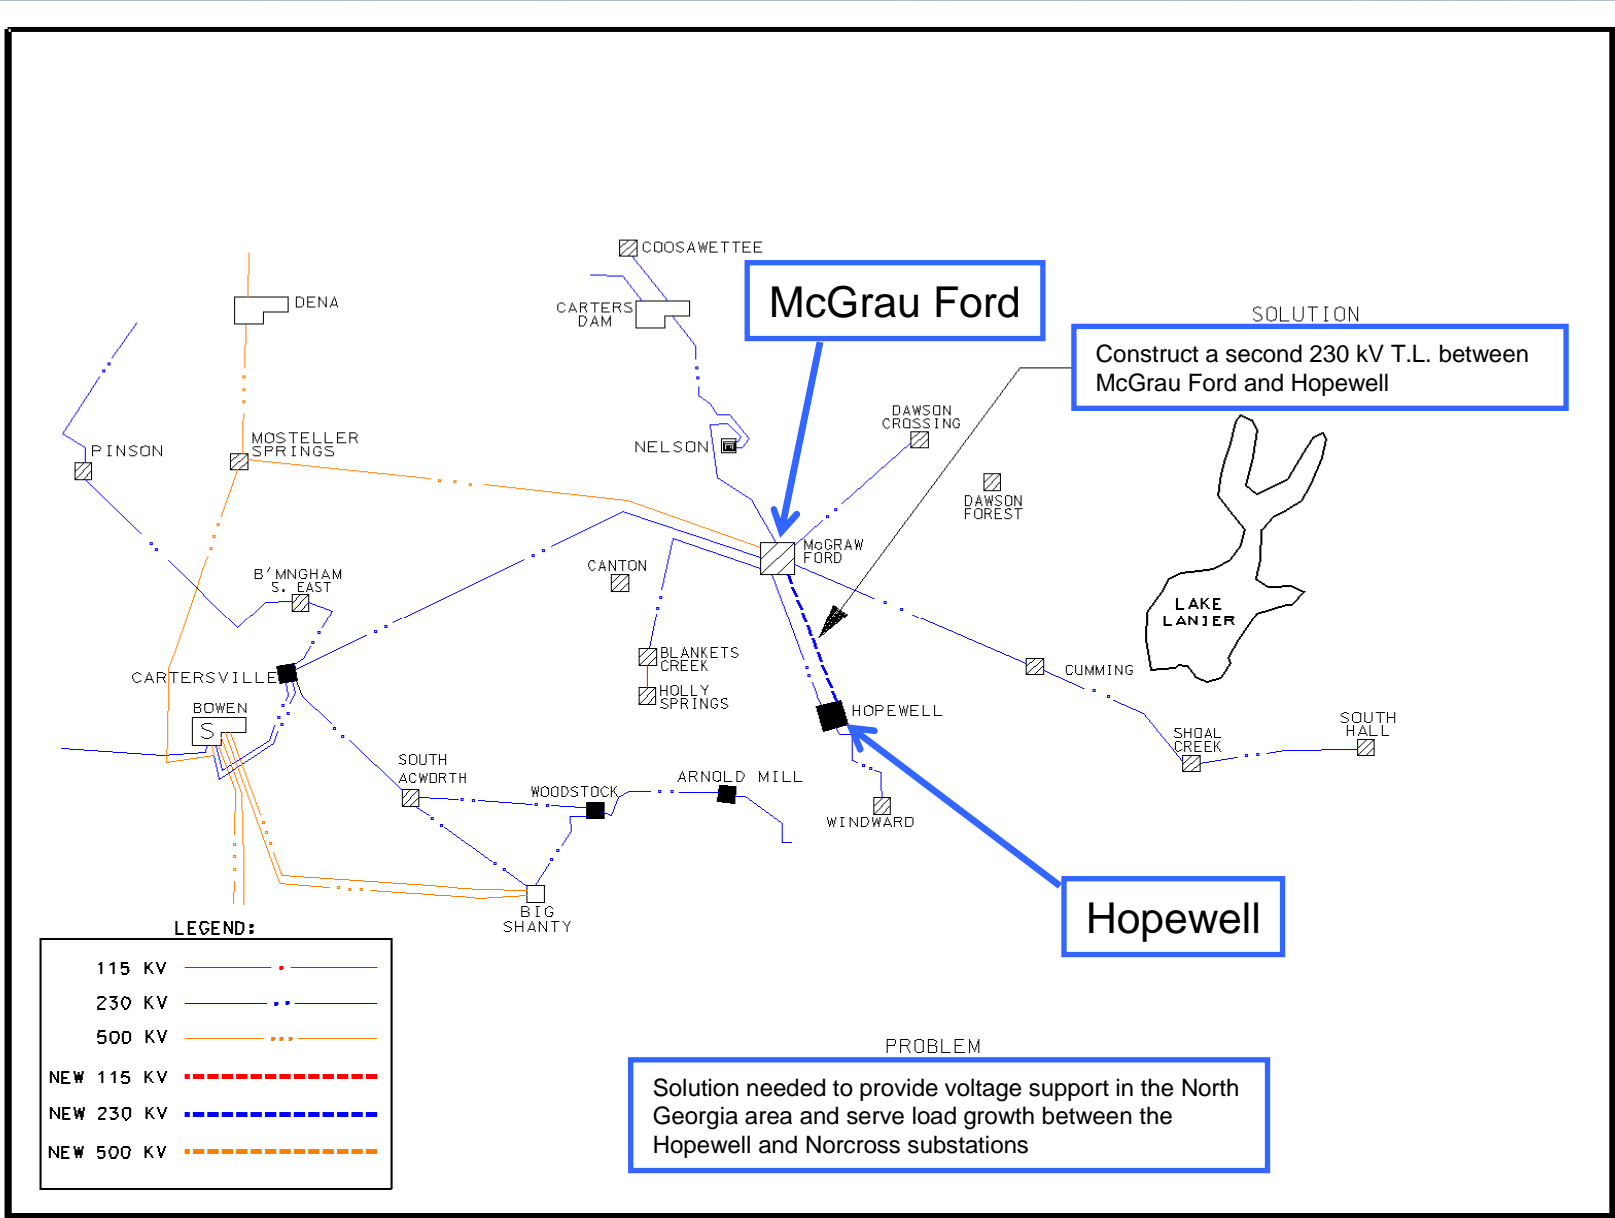 COOSAWETTEE
DENA
CARTERS
DAM
McGrau Ford
SOLUTION
Construct a second 230 kV T.L. between
McGrau Ford and Hopewell
DAWSON
CROSSING
NELSON
MOSTELLER
SPRINGS
PINSON
DAWSON
FOREST
McGRAW
FORD
CANTON
B'MNGHAM
S. EAST
LAKE
LANIER
BLANKETS
CREEK
CUMMING
CARTERSVILLE
HOLLY
SPRINGS
BOWEN
S
HOPEWELL
SOUTH
HALL
SHOAL
CREEK
SOUTH
ACWORTH
WOODSTOCK
ARNOLD MILL
WINDWARD
BIG
SHANTY
Hopewell
LEGEND:
115 KV
230 KV
500 KV
NEW 115 KV
NEW 230 KV
NEW 500 KV
PROBLEM
Solution needed to provide voltage support in the North
Georgia area and serve load growth between the
Hopewell and Norcross substations